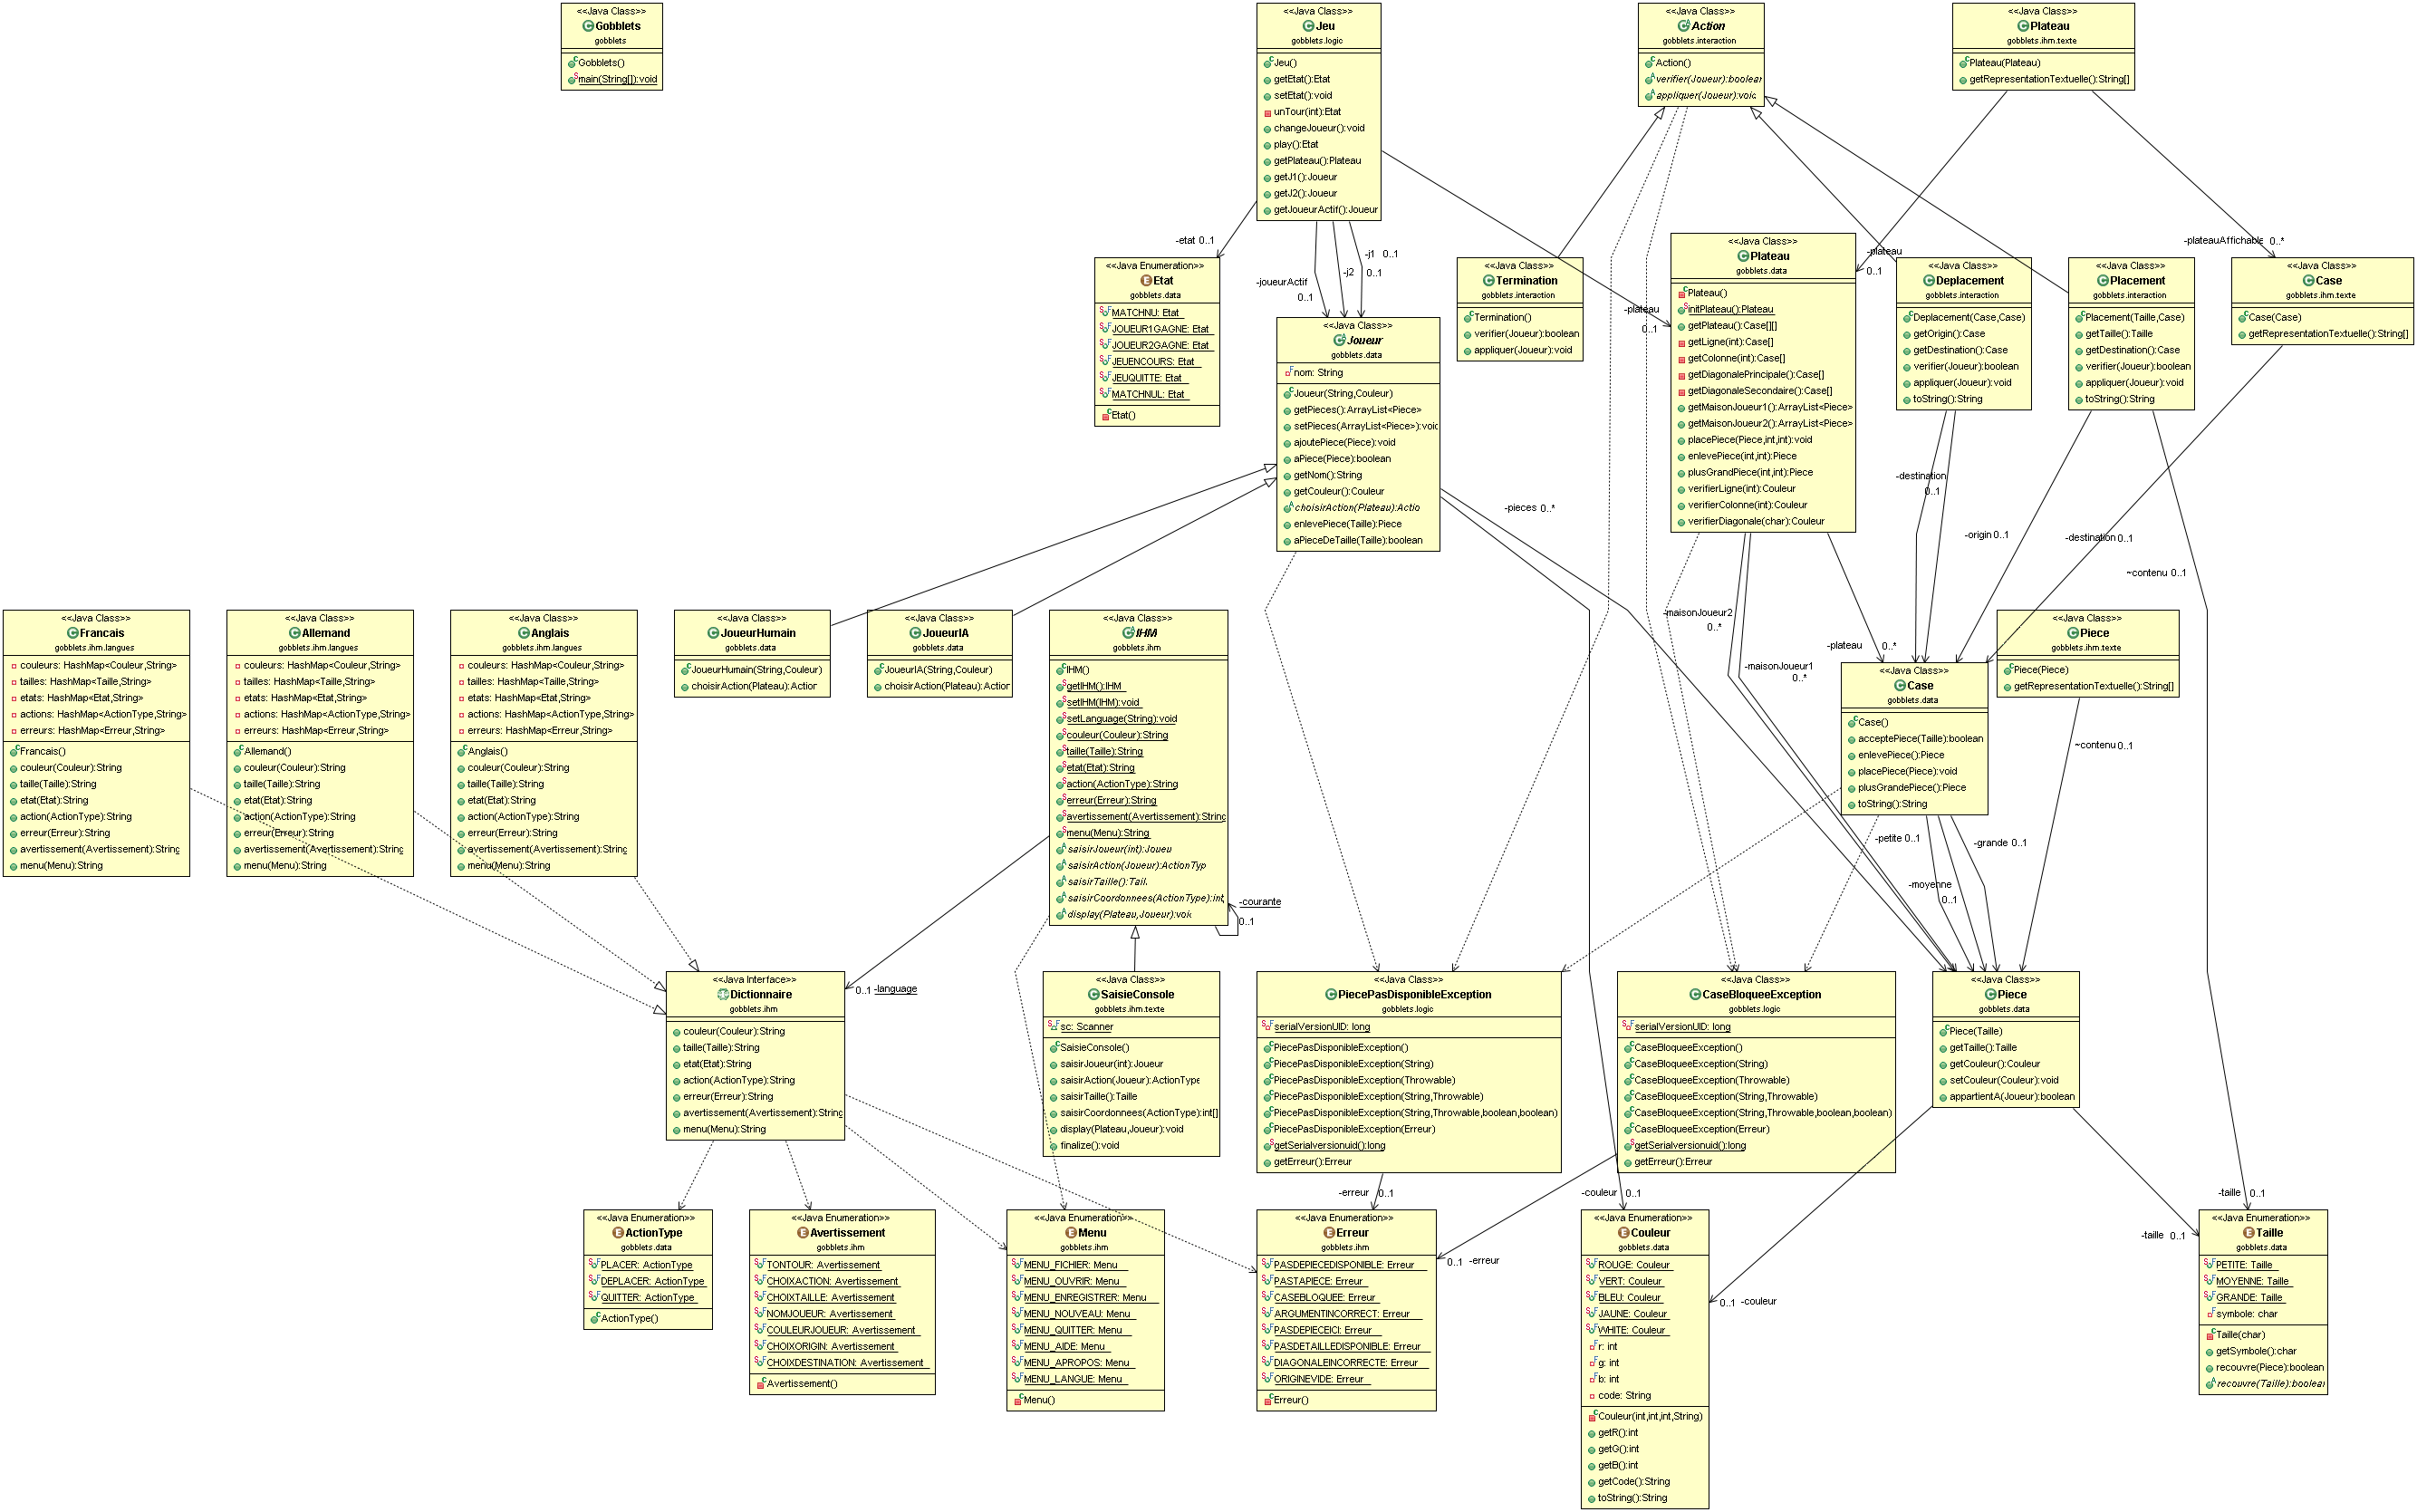 <<Java Class>>
Gobblets
gobblets
Gobblets()
main(String[]):void
<<Java Class>>
Jeu
gobblets.logic
Jeu()
getEtat():Etat
setEtat():void
unTour(int):Etat
changeJoueur():void
play():Etat
getPlateau():Plateau
getJ1():Joueur
getJ2():Joueur
getJoueurActif():Joueur
<<Java Class>>
Action
gobblets.interaction
Action()
verifier(Joueur):boolean
appliquer(Joueur):void
<<Java Class>>
Plateau
gobblets.ihm.texte
Plateau(Plateau)
getRepresentationTextuelle():String[]
-etat 0..1
-joueurActif
0..1
-j2
-j1 0..1
0..1
-plateau
0..1
-plateau
0..1
-plateauAffichable 0..*
<<Java Enumeration>>
Etat
gobblets.data
MATCHNU: Etat
JOUEUR1GAGNE: Etat
JOUEUR2GAGNE: Etat
JEUENCOURS: Etat
JEUQUITTE: Etat
MATCHNUL: Etat
Etat()
<<Java Class>>
Joueur
gobblets.data
nom: String
Joueur(String,Couleur)
getPieces():ArrayList<Piece>
setPieces(ArrayList<Piece>):void
ajoutePiece(Piece):void
aPiece(Piece):boolean
getNom():String
getCouleur():Couleur
choisirAction(Plateau):Actio
enlevePiece(Taille):Piece
aPieceDeTaille(Taille):boolean
<<Java Class>>
Termination
gobblets.interaction
Termination()
verifier(Joueur):boolean
appliquer(Joueur):void
<<Java Class>>
Plateau
gobblets.data
Plateau()
initPlateau():Plateau
getPlateau():Case[][]
getLigne(int):Case[]
getColonne(int):Case[]
getDiagonalePrincipale():Case[]
getDiagonaleSecondaire():Case[]
getMaisonJoueur1():ArrayList<Piece>
getMaisonJoueur2():ArrayList<Piece>
placePiece(Piece,int,int):void
enlevePiece(int,int):Piece
plusGrandPiece(int,int):Piece
verifierLigne(int):Couleur
verifierColonne(int):Couleur
verifierDiagonale(char):Couleur
<<Java Class>>
Deplacement
gobblets.interaction
Deplacement(Case,Case)
getOrigin():Case
getDestination():Case
verifier(Joueur):boolean
appliquer(Joueur):void
toString():String
<<Java Class>>
Placement
gobblets.interaction
Placement(Taille,Case)
getTaille():Taille
getDestination():Case
verifier(Joueur):boolean
appliquer(Joueur):void
toString():String
<<Java Class>>
Case
gobblets.ihm.texte
Case(Case)
getRepresentationTextuelle():String[]
-pieces 0..*
-destination
0..1
-origin 0..1
-destination 0..1
~contenu 0..1
-maisonJoueur2
0..*
-maisonJoueur1
0..*
-plateau 0..*
<<Java Class>>
Francais
gobblets.ihm.langues
couleurs: HashMap<Couleur,String>
tailles: HashMap<Taille,String>
etats: HashMap<Etat,String>
actions: HashMap<ActionType,String>
erreurs: HashMap<Erreur,String>
Francais()
couleur(Couleur):String
taille(Taille):String
etat(Etat):String
action(ActionType):String
erreur(Erreur):String
avertissement(Avertissement):String
menu(Menu):String
<<Java Class>>
Allemand
gobblets.ihm.langues
couleurs: HashMap<Couleur,String>
tailles: HashMap<Taille,String>
etats: HashMap<Etat,String>
actions: HashMap<ActionType,String>
erreurs: HashMap<Erreur,String>
Allemand()
couleur(Couleur):String
taille(Taille):String
etat(Etat):String
action(ActionType):String
erreur(Erreur):String
avertissement(Avertissement):String
menu(Menu):String
<<Java Class>>
Anglais
gobblets.ihm.langues
couleurs: HashMap<Couleur,String>
tailles: HashMap<Taille,String>
etats: HashMap<Etat,String>
actions: HashMap<ActionType,String>
erreurs: HashMap<Erreur,String>
Anglais()
couleur(Couleur):String
taille(Taille):String
etat(Etat):String
action(ActionType):String
erreur(Erreur):String
avertissement(Avertissement):String
menu(Menu):String
<<Java Class>>
JoueurHumain
gobblets.data
JoueurHumain(String,Couleur)
choisirAction(Plateau):Action
<<Java Class>>
JoueurIA
gobblets.data
JoueurIA(String,Couleur)
choisirAction(Plateau):Action
<<Java Class>>
IHM
gobblets.ihm
IHM()
getIHM():IHM
setIHM(IHM):void
setLanguage(String):void
couleur(Couleur):String
taille(Taille):String
etat(Etat):String
action(ActionType):String
erreur(Erreur):String
avertissement(Avertissement):String
menu(Menu):String
saisirJoueur(int):Joueu
saisirAction(Joueur):ActionTyp
saisirTaille():Tail
saisirCoordonnees(ActionType):int
display(Plateau,Joueur):voi
-courante
0..1
<<Java Class>>
Case
gobblets.data
Case()
acceptePiece(Taille):boolean
enlevePiece():Piece
placePiece(Piece):void
plusGrandePiece():Piece
toString():String
<<Java Class>>
Piece
gobblets.ihm.texte
Piece(Piece)
getRepresentationTextuelle():String[]
~contenu 0..1
-petite 0..1
-grande 0..1
-moyenne
0..1
<<Java Interface>>
Dictionnaire
gobblets.ihm
couleur(Couleur):String
taille(Taille):String
etat(Etat):String
action(ActionType):String
erreur(Erreur):String
avertissement(Avertissement):String
menu(Menu):String
0..1 -language
<<Java Class>>
SaisieConsole
gobblets.ihm.texte
sc: Scanner
SaisieConsole()
saisirJoueur(int):Joueur
saisirAction(Joueur):ActionType
saisirTaille():Taille
saisirCoordonnees(ActionType):int[]
display(Plateau,Joueur):void
finalize():void
<<Java Class>>
PiecePasDisponibleException
gobblets.logic
serialVersionUID: long
PiecePasDisponibleException()
PiecePasDisponibleException(String)
PiecePasDisponibleException(Throwable)
PiecePasDisponibleException(String,Throwable)
PiecePasDisponibleException(String,Throwable,boolean,boolean)
PiecePasDisponibleException(Erreur)
getSerialversionuid():long
getErreur():Erreur
<<Java Class>>
CaseBloqueeException
gobblets.logic
serialVersionUID: long
CaseBloqueeException()
CaseBloqueeException(String)
CaseBloqueeException(Throwable)
CaseBloqueeException(String,Throwable)
CaseBloqueeException(String,Throwable,boolean,boolean)
CaseBloqueeException(Erreur)
getSerialversionuid():long
getErreur():Erreur
<<Java Class>>
Piece
gobblets.data
Piece(Taille)
getTaille():Taille
getCouleur():Couleur
setCouleur(Couleur):void
appartientA(Joueur):boolean
-erreur 0..1
-couleur 0..1
-taille 0..1
-taille 0..1
0..1 -erreur
0..1 -couleur
<<Java Enumeration>>
ActionType
gobblets.data
PLACER: ActionType
DEPLACER: ActionType
QUITTER: ActionType
ActionType()
<<Java Enumeration>>
Avertissement
gobblets.ihm
TONTOUR: Avertissement
CHOIXACTION: Avertissement
CHOIXTAILLE: Avertissement
NOMJOUEUR: Avertissement
COULEURJOUEUR: Avertissement
CHOIXORIGIN: Avertissement
CHOIXDESTINATION: Avertissement
Avertissement()
<<Java Enumeration>>
Menu
gobblets.ihm
MENU_FICHIER: Menu
MENU_OUVRIR: Menu
MENU_ENREGISTRER: Menu
MENU_NOUVEAU: Menu
MENU_QUITTER: Menu
MENU_AIDE: Menu
MENU_APROPOS: Menu
MENU_LANGUE: Menu
Menu()
<<Java Enumeration>>
Erreur
gobblets.ihm
PASDEPIECEDISPONIBLE: Erreur
PASTAPIECE: Erreur
CASEBLOQUEE: Erreur
ARGUMENTINCORRECT: Erreur
PASDEPIECEICI: Erreur
PASDETAILLEDISPONIBLE: Erreur
DIAGONALEINCORRECTE: Erreur
ORIGINEVIDE: Erreur
Erreur()
<<Java Enumeration>>
Couleur
gobblets.data
ROUGE: Couleur
VERT: Couleur
BLEU: Couleur
JAUNE: Couleur
WHITE: Couleur
r: int
g: int
b: int
code: String
Couleur(int,int,int,String)
getR():int
getG():int
getB():int
getCode():String
toString():String
<<Java Enumeration>>
Taille
gobblets.data
PETITE: Taille
MOYENNE: Taille
GRANDE: Taille
symbole: char
Taille(char)
getSymbole():char
recouvre(Piece):boolean
recouvre(Taille):boolea